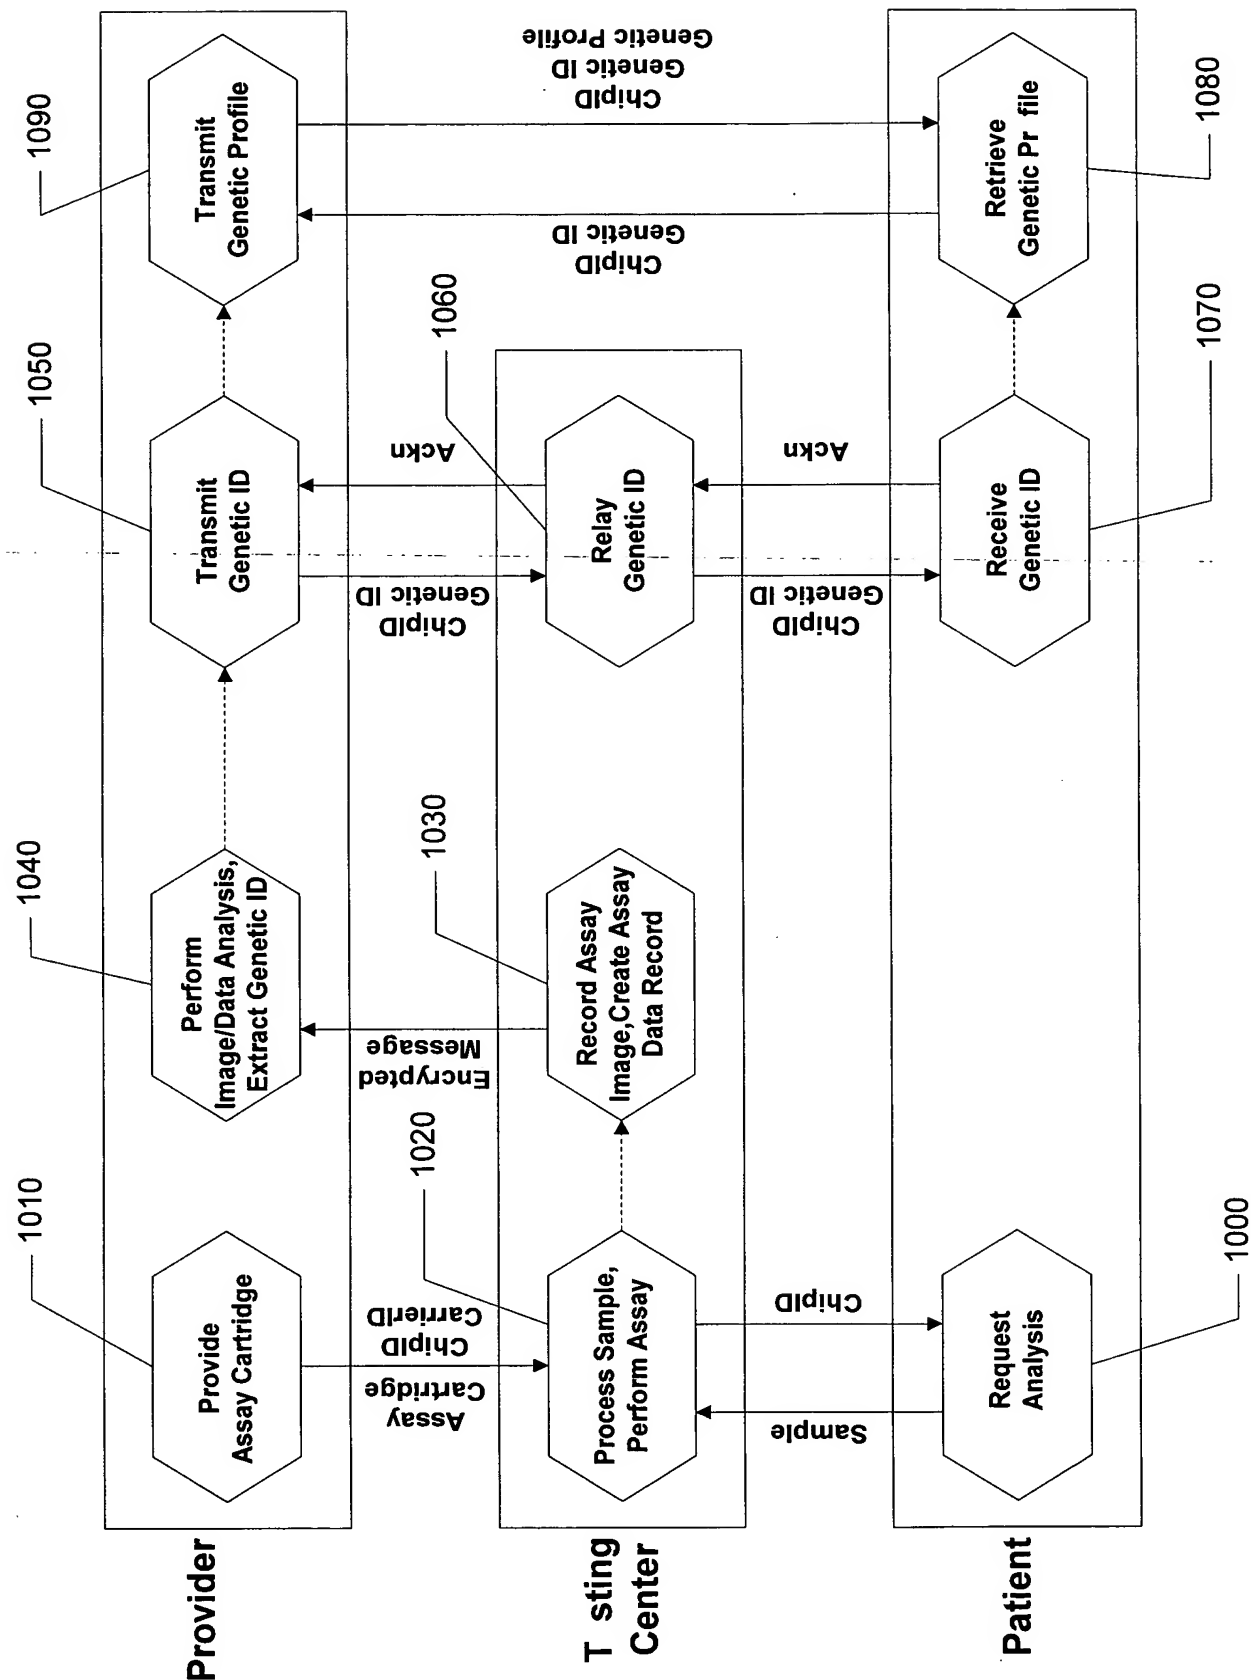 Provider
1010
Provide
Assay Cartridge
1040
Perform
Image/Data Analysis,
Extract Genetic ID
1050
Transmit
Genetic ID
1090
Transmit
Genetic Profile
Assay
Cartridge
ChipID
CarrierID
Encrypted
Message
ChipID
Genetic ID
Ackn
ChipID
Genetic ID
ChipID
Genetic ID
Genetic Profile
T sting
Center
1020
Process Sample,
Perform Assay
1030
Record Assay
Image,Create Assay
Data Record
1060
Relay
Genetic ID
Sample
ChipID
ChipID
Genetic ID
Ackn
Patient
Request
Analysis
1000
Receive
Genetic ID
1070
Retrieve
Genetic Pr file
1080